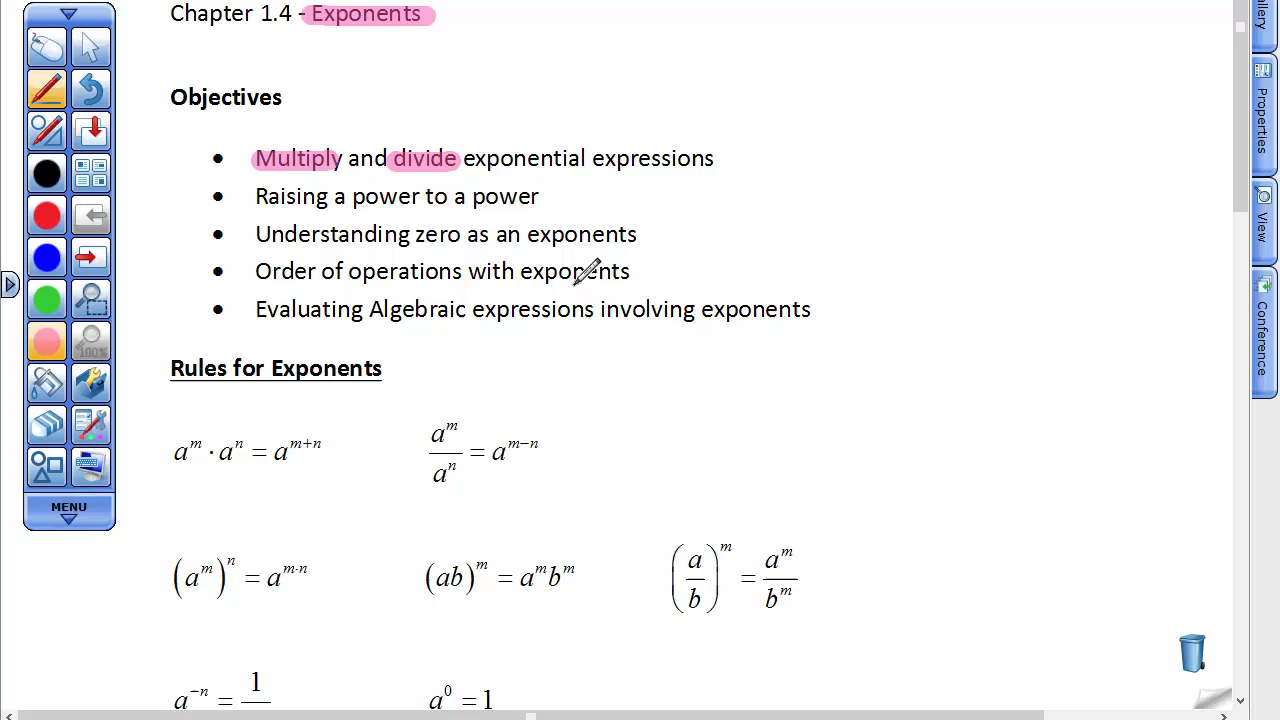 Chapter 1.4 - Exponents
Objectives
• Multiply and divide exponential expressions
• Raising a power to a power
• Understanding zero as an exponents
• Order of operations with exponents
• Evaluating Algebraic expressions involving exponents
Rules for Exponents
a^m · a^n = a^(m+n)    a^m / a^n = a^(m−n)
(a^m)^n = a^(m·n)    (ab)^m = a^m b^m    (a/b)^m = a^m / b^m
a^(−n) = 1    a^0 = 1
100%
MENU
Properties
View
Conference